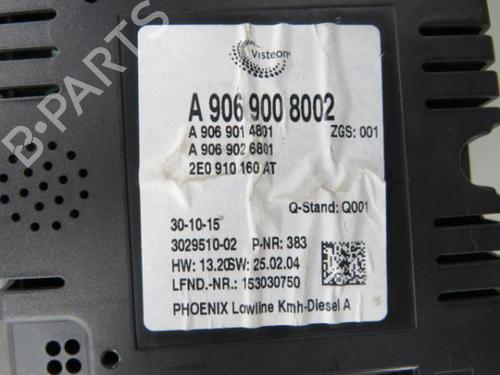 Visteon
A 906 900 8002
A 906 901 4801 ZGS: 001
A 906 902 6801
2E0 910 160 AT
Q-Stand: Q001
30-10-15
3029510-02 P-NR: 383
HW: 13.20SW: 25.02.04
LFND.-NR.: 153030750
PHOENIX Lowline Kmh-Diesel A
B-PARTS